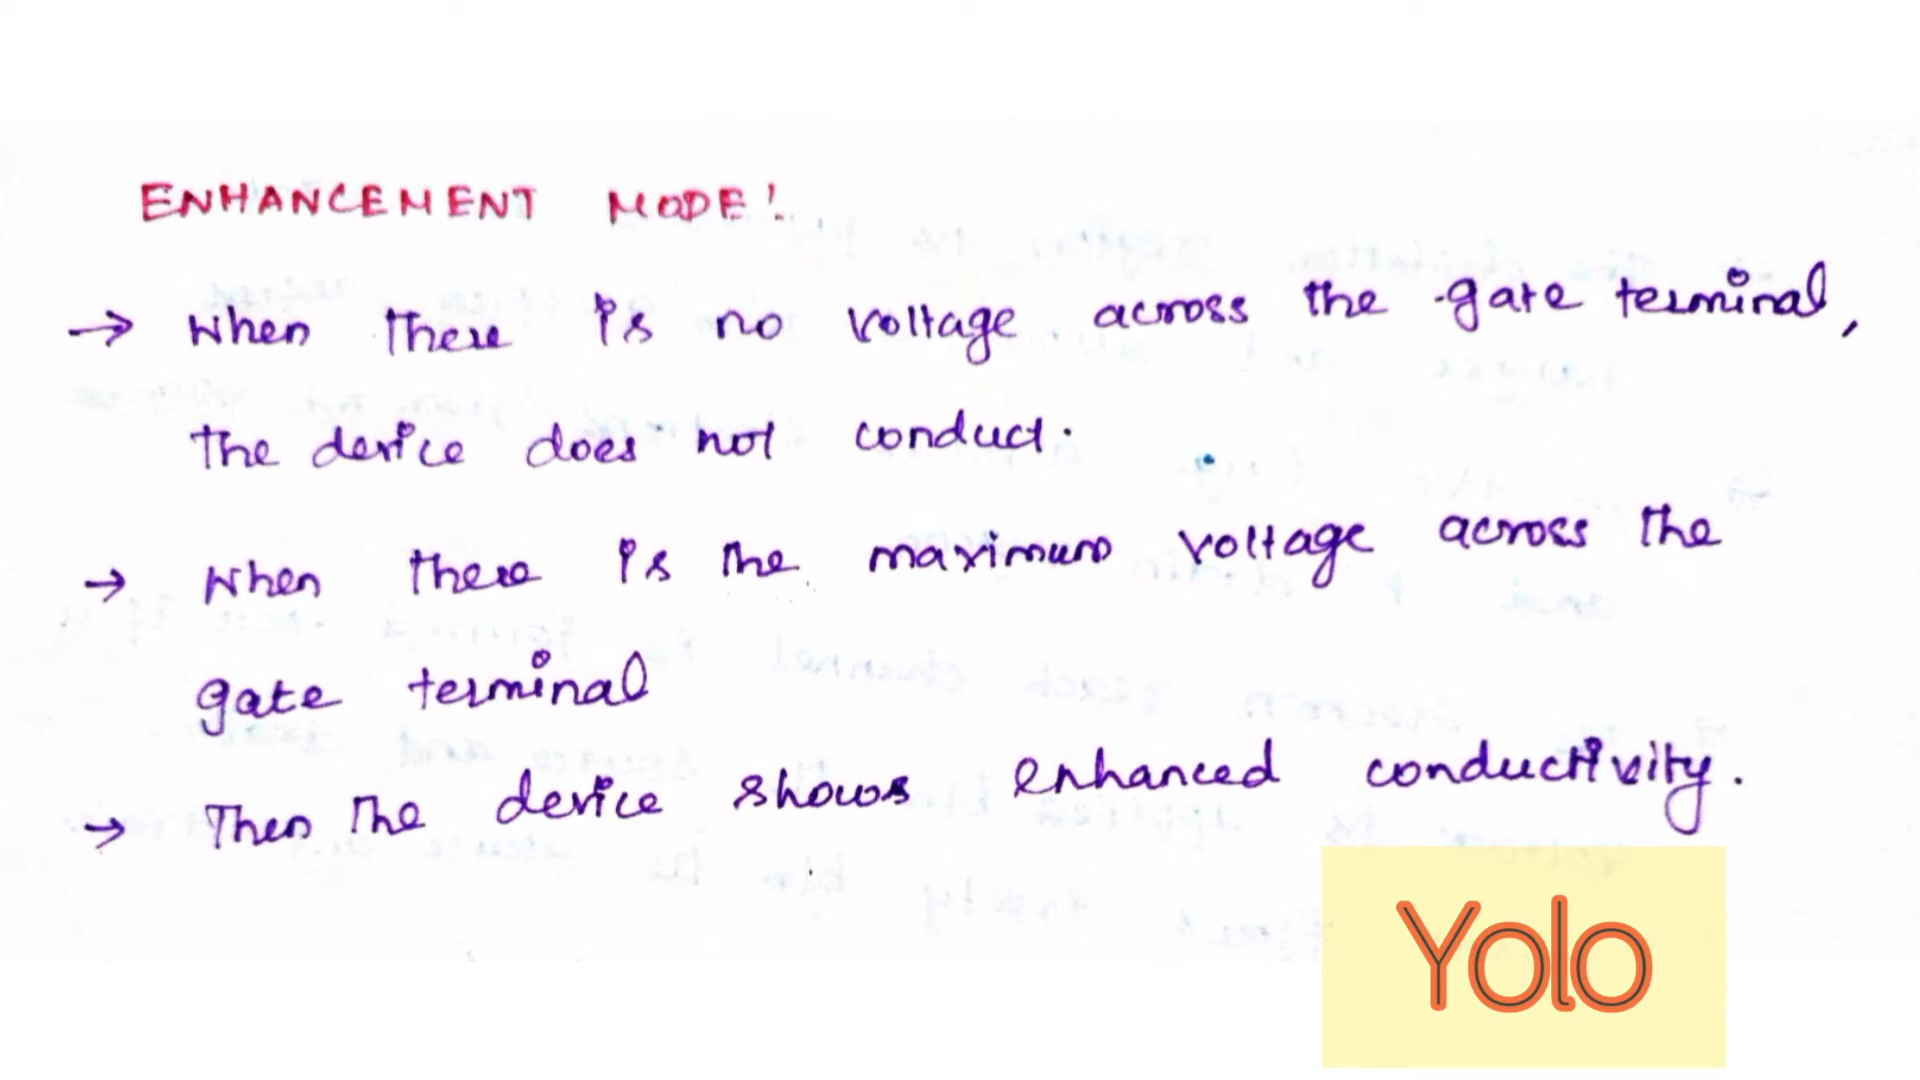 ENHANCEMENT MODE:
→ When there is no voltage across the gate terminal,
the device does not conduct.
→ When there is the maximum voltage across the
gate terminal
→ Then the device shows enhanced conductivity.
Yolo